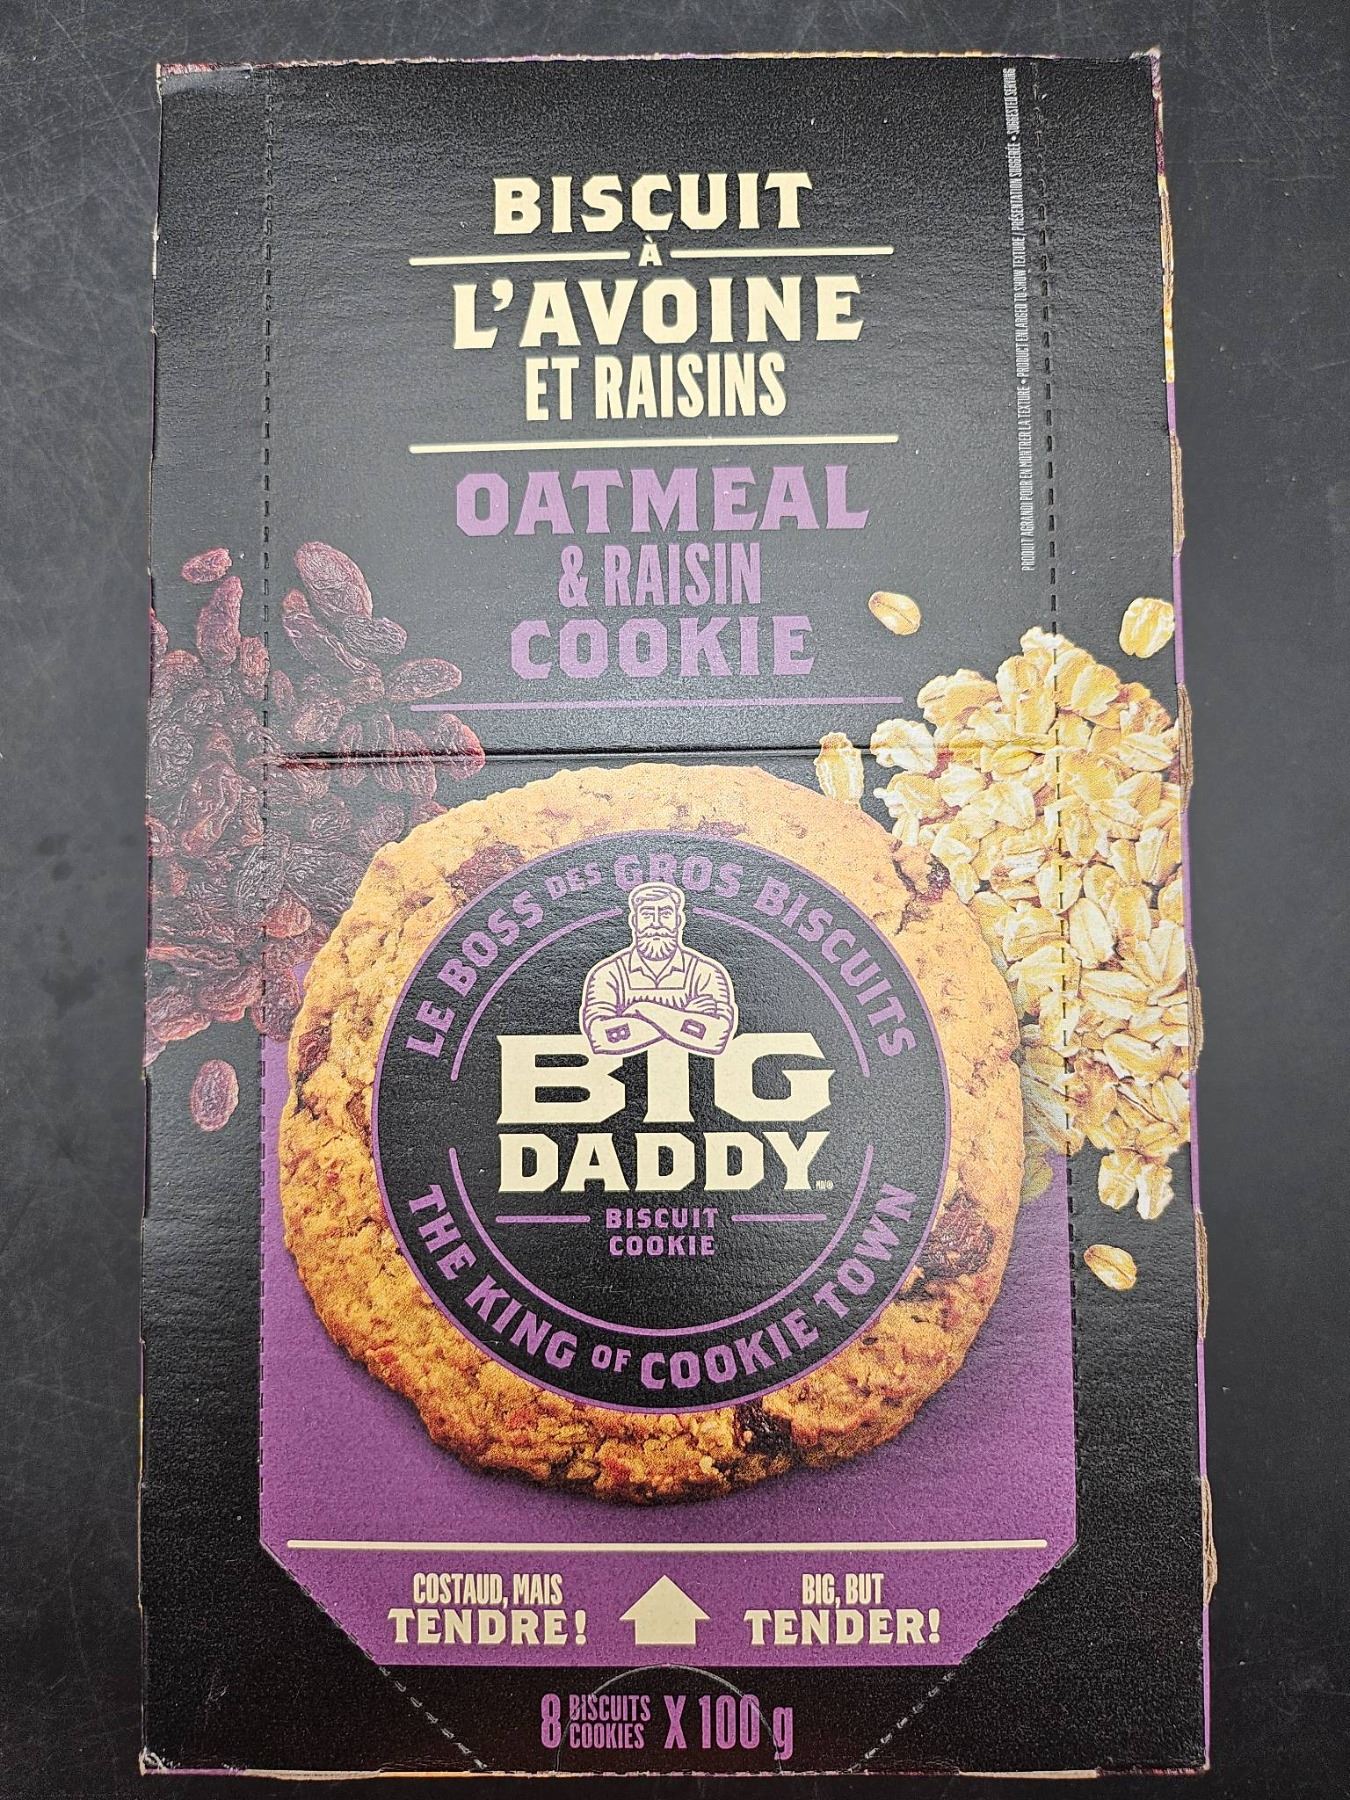 PRODUIT AGRANDI POUR EN MONTRER LA TEXTURE • PRODUCT ENLARGED TO SHOW TEXTURE / PRÉSENTATION SUGGÉRÉE • SUGGESTED SERVING
BISCUIT
À
L'AVOINE
ET RAISINS
OATMEAL
& RAISIN
COOKIE
LE BOSS DES GROS BISCUITS
B D
BIG
DADDY MD®
BISCUIT
COOKIE
THE KING OF COOKIE TOWN
COSTAUD, MAIS
TENDRE!
BIG, BUT
TENDER!
8 BISCUITS COOKIES X 100 g